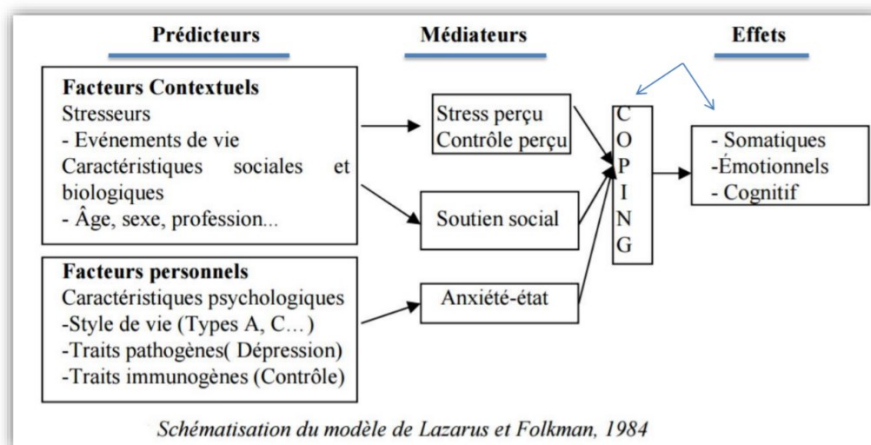 Prédicteurs
Médiateurs
Effets
Facteurs Contextuels
Stresseurs
- Evénements de vie
Caractéristiques sociales et
biologiques
- Âge, sexe, profession...
Facteurs personnels
Caractéristiques psychologiques
-Style de vie (Types A, C…)
-Traits pathogènes( Dépression)
-Traits immunogènes (Contrôle)
Stress perçu
Contrôle perçu
Soutien social
Anxiété-état
C
O
P
I
N
G
- Somatiques
-Émotionnels
- Cognitif
Schématisation du modèle de Lazarus et Folkman, 1984